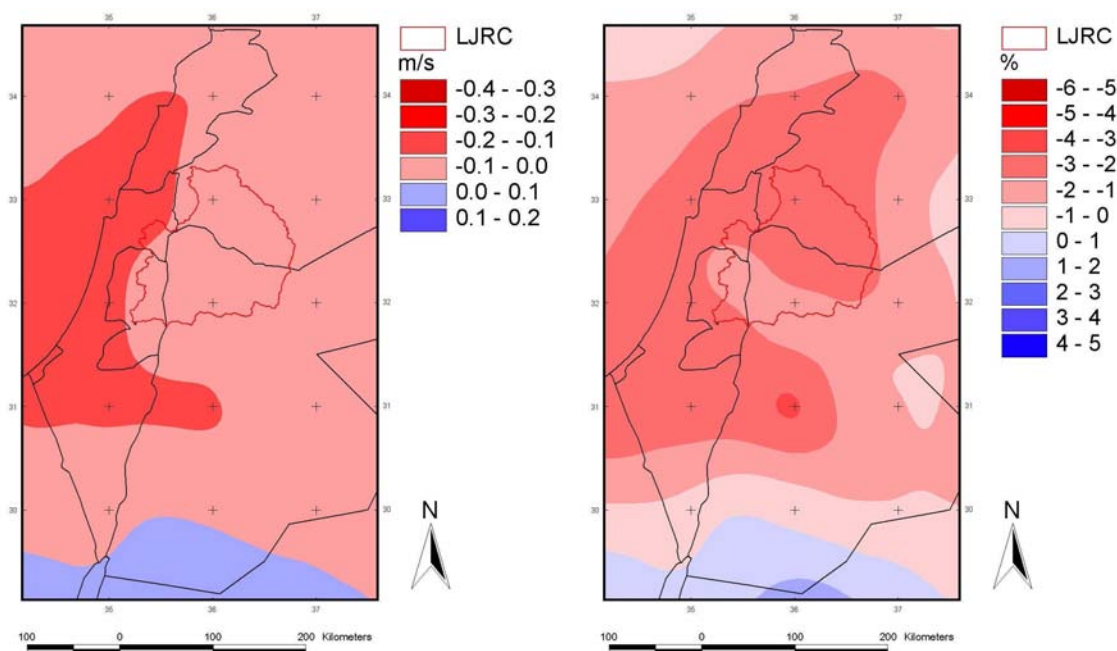 35 36 37
34 34
33 33
32 32
31 31
30 30
35 36 37
LJRC
m/s
-0.4 - -0.3
-0.3 - -0.2
-0.2 - -0.1
-0.1 - 0.0
0.0 - 0.1
0.1 - 0.2
N
100 0 100 200 Kilometers
35 36 37
34 34
33 33
32 32
31 31
30 30
35 36 37
LJRC
%
-6 - -5
-5 - -4
-4 - -3
-3 - -2
-2 - -1
-1 - 0
0 - 1
1 - 2
2 - 3
3 - 4
4 - 5
N
100 0 100 200 Kilometers